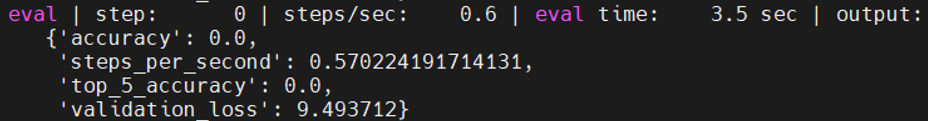 eval | step: 0 | steps/sec: 0.6 | eval time: 3.5 sec | output:
{'accuracy': 0.0,
'steps_per_second': 0.570224191714131,
'top_5_accuracy': 0.0,
'validation_loss': 9.493712}